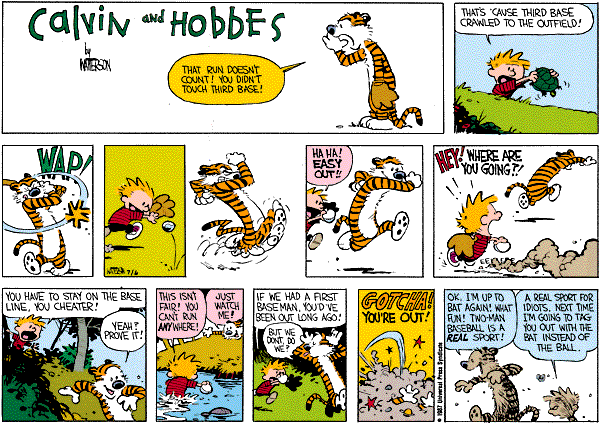 Calvin and Hobbes
by
WATTERSON
THAT RUN DOESN'T
COUNT! YOU DIDN'T
TOUCH THIRD BASE!
THAT'S 'CAUSE THIRD BASE
CRAWLED TO THE OUTFIELD!
WAP!
HA HA!
EASY
OUT!!
HEY! WHERE ARE
YOU GOING?!
YOU HAVE TO STAY ON THE BASE
LINE, YOU CHEATER!
YEAH?
PROVE IT!
THIS ISN'T
FAIR! YOU
CAN'T RUN
ANYWHERE!
JUST
WATCH
ME!
IF WE HAD A FIRST
BASEMAN, YOU'D'VE
BEEN OUT LONG AGO!
BUT WE
DON'T, DO
WE?
GOTCHA!
YOU'RE OUT!
OK, I'M UP TO
BAT AGAIN! WHAT
FUN! TWO-MAN
BASEBALL IS A
REAL SPORT!
A REAL SPORT FOR
IDIOTS. NEXT TIME
I'M GOING TO TAG
YOU OUT WITH THE
BAT INSTEAD OF
THE BALL.
© 1987 Universal Press Syndicate